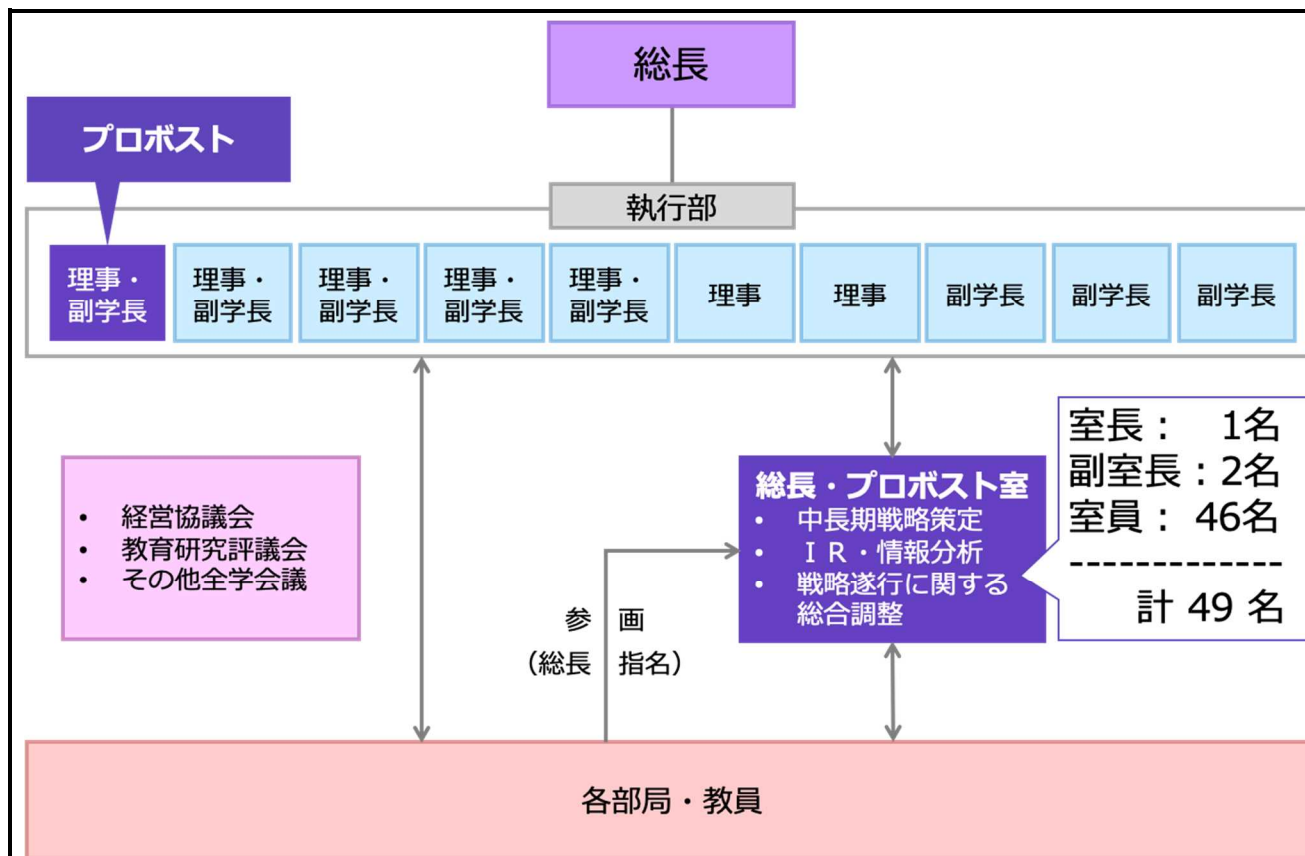 総長
プロボスト
執行部
理事・
副学長
理事・
副学長
理事・
副学長
理事・
副学長
理事・
副学長
理事
理事
副学長
副学長
副学長
• 経営協議会
• 教育研究評議会
• その他全学会議
参 画
（総長 指名）
総長・プロボスト室
• 中長期戦略策定
• ＩＲ・情報分析
• 戦略遂行に関する
総合調整
室長： 1名
副室長：2名
室員： 46名
-------------
計 49 名
各部局・教員